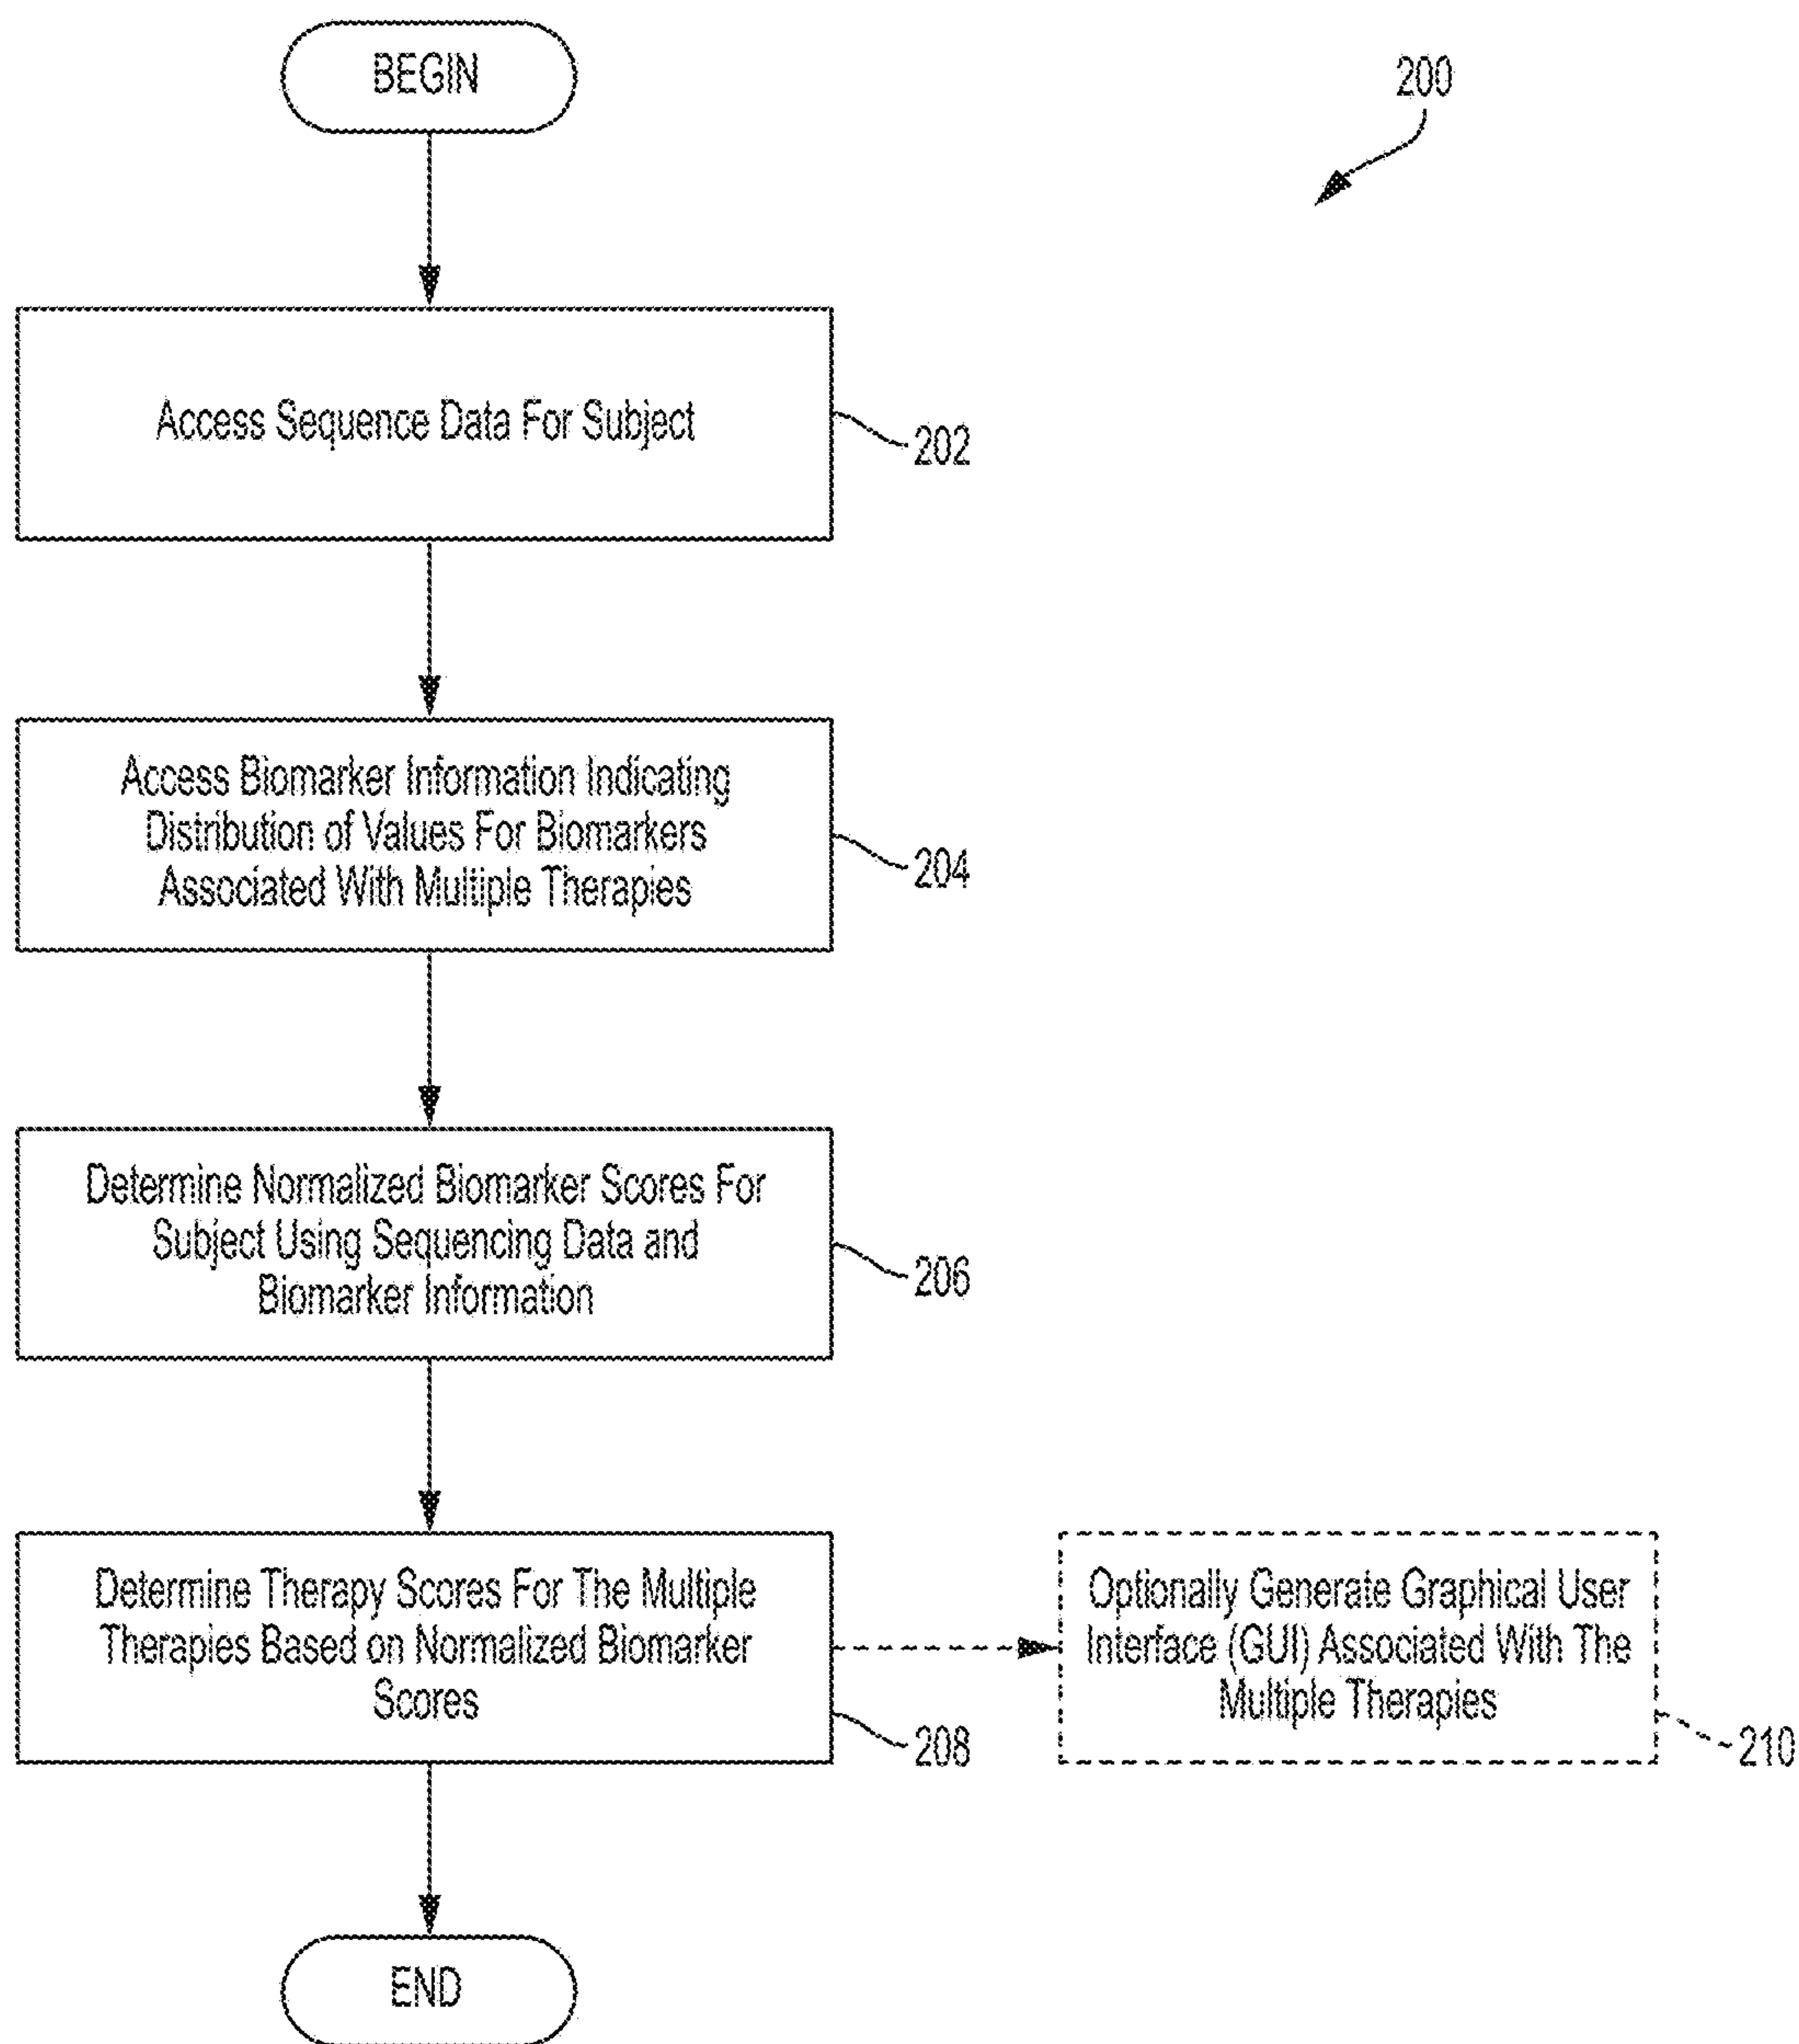 BEGIN
200
Access Sequence Data For Subject
202
Access Biomarker Information Indicating
Distribution of Values For Biomarkers
Associated With Multiple Therapies
204
Determine Normalized Biomarker Scores For
Subject Using Sequencing Data and
Biomarker Information
206
Determine Therapy Scores For The Multiple
Therapies Based on Normalized Biomarker
Scores
208
Optionally Generate Graphical User
Interface (GUI) Associated With The
Multiple Therapies
210
END